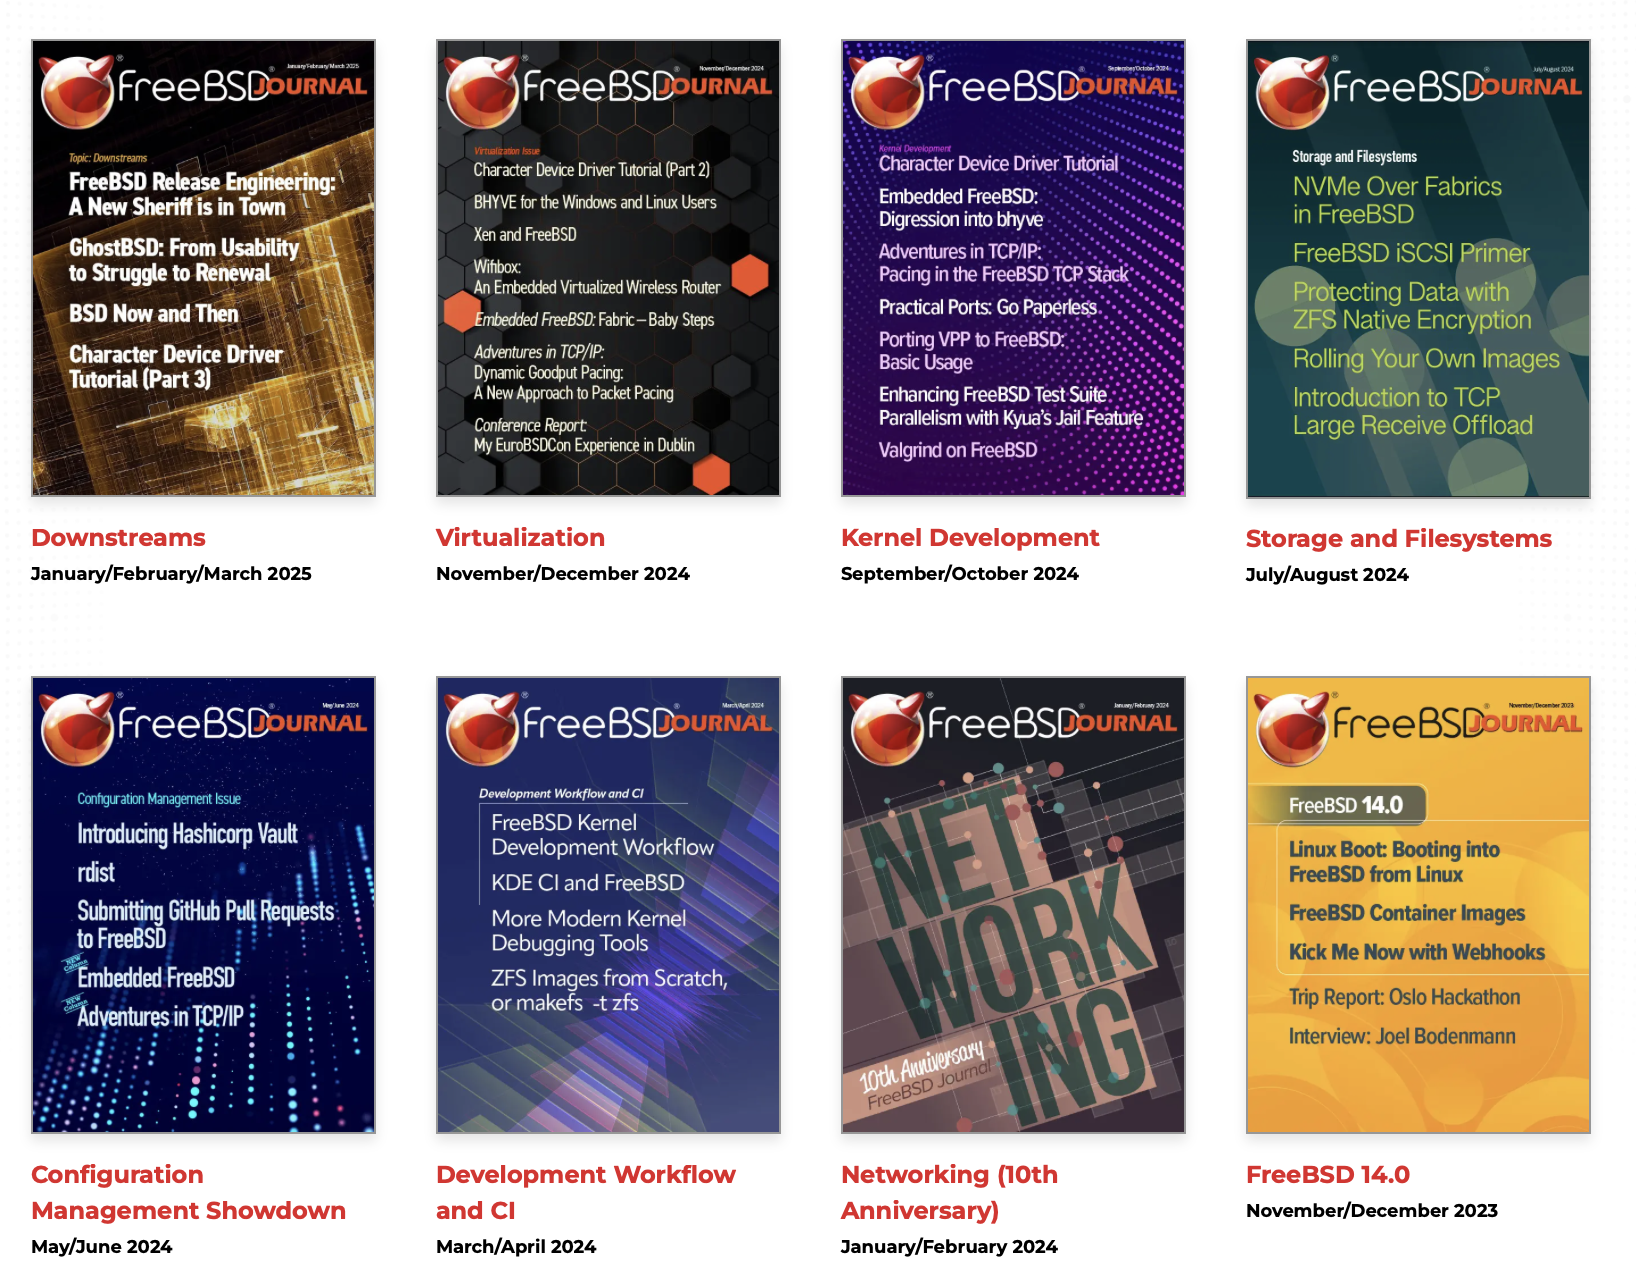 January/February/March 2025
FreeBSD® JOURNAL
Topic: Downstreams
FreeBSD Release Engineering:
A New Sheriff is in Town
GhostBSD: From Usability
to Struggle to Renewal
BSD Now and Then
Character Device Driver
Tutorial (Part 3)
Downstreams
January/February/March 2025
November/December 2024
FreeBSD® JOURNAL
Virtualization Issue
Character Device Driver Tutorial (Part 2)
BHYVE for the Windows and Linux Users
Xen and FreeBSD
Wifibox:
An Embedded Virtualized Wireless Router
Embedded FreeBSD: Fabric—Baby Steps
Adventures in TCP/IP:
Dynamic Goodput Pacing:
A New Approach to Packet Pacing
Conference Report:
My EuroBSDCon Experience in Dublin
Virtualization
November/December 2024
September/October 2024
FreeBSD® JOURNAL
Kernel Development
Character Device Driver Tutorial
Embedded FreeBSD:
Digression into bhyve
Adventures in TCP/IP:
Pacing in the FreeBSD TCP Stack
Practical Ports: Go Paperless
Porting VPP to FreeBSD:
Basic Usage
Enhancing FreeBSD Test Suite
Parallelism with Kyua's Jail Feature
Valgrind on FreeBSD
Kernel Development
September/October 2024
July/August 2024
FreeBSD® JOURNAL
Storage and Filesystems
NVMe Over Fabrics
in FreeBSD
FreeBSD iSCSI Primer
Protecting Data with
ZFS Native Encryption
Rolling Your Own Images
Introduction to TCP
Large Receive Offload
Storage and Filesystems
July/August 2024
May/June 2024
FreeBSD® JOURNAL
Configuration Management Issue
Introducing Hashicorp Vault
rdist
Submitting GitHub Pull Requests
to FreeBSD
NEW
Column
Embedded FreeBSD
NEW
Column
Adventures in TCP/IP
Configuration
Management Showdown
May/June 2024
March/April 2024
FreeBSD® JOURNAL
Development Workflow and CI
FreeBSD Kernel
Development Workflow
KDE CI and FreeBSD
More Modern Kernel
Debugging Tools
ZFS Images from Scratch,
or makefs -t zfs
Development Workflow
and CI
March/April 2024
January/February 2024
FreeBSD® JOURNAL
NET
WORK
ING
10th Anniversary
FreeBSD Journal
Networking (10th
Anniversary)
January/February 2024
November/December 2023
FreeBSD® JOURNAL
FreeBSD 14.0
Linux Boot: Booting into
FreeBSD from Linux
FreeBSD Container Images
Kick Me Now with Webhooks
Trip Report: Oslo Hackathon
Interview: Joel Bodenmann
FreeBSD 14.0
November/December 2023